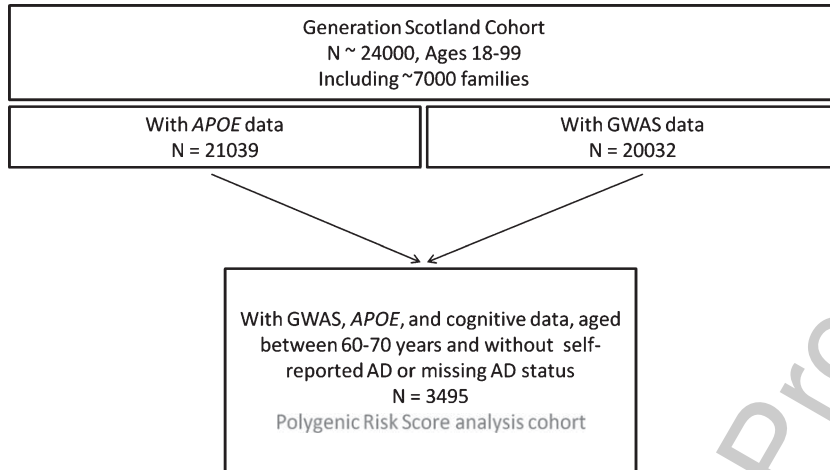 Generation Scotland Cohort
N ~ 24000, Ages 18-99
Including ~7000 families
With APOE data
N = 21039
With GWAS data
N = 20032
With GWAS, APOE, and cognitive data, aged
between 60-70 years and without self-
reported AD or missing AD status
N = 3495
Polygenic Risk Score analysis cohort
Pro